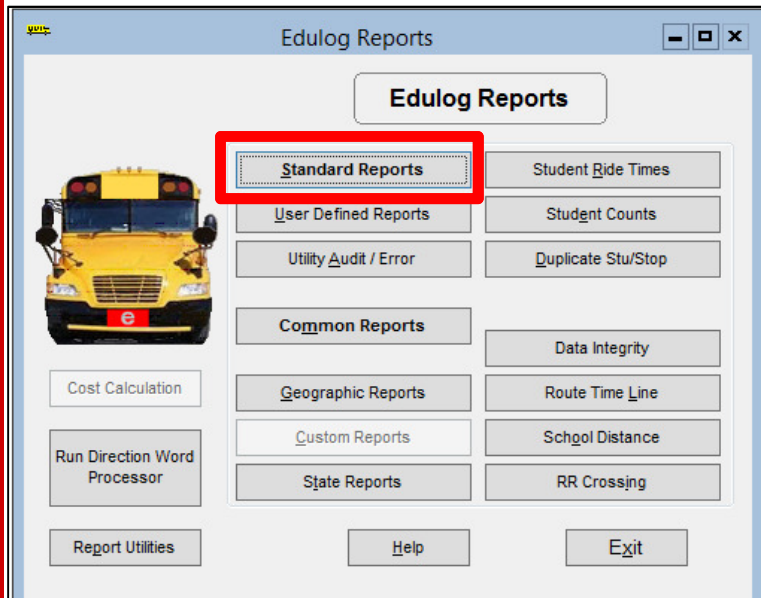 Edulog Reports
Edulog Reports
Standard Reports
Student Ride Times
User Defined Reports
Student Counts
Utility Audit / Error
Duplicate Stu/Stop
Common Reports
Data Integrity
Cost Calculation
Geographic Reports
Route Time Line
Custom Reports
School Distance
Run Direction Word
Processor
State Reports
RR Crossing
Report Utilities
Help
Exit
e